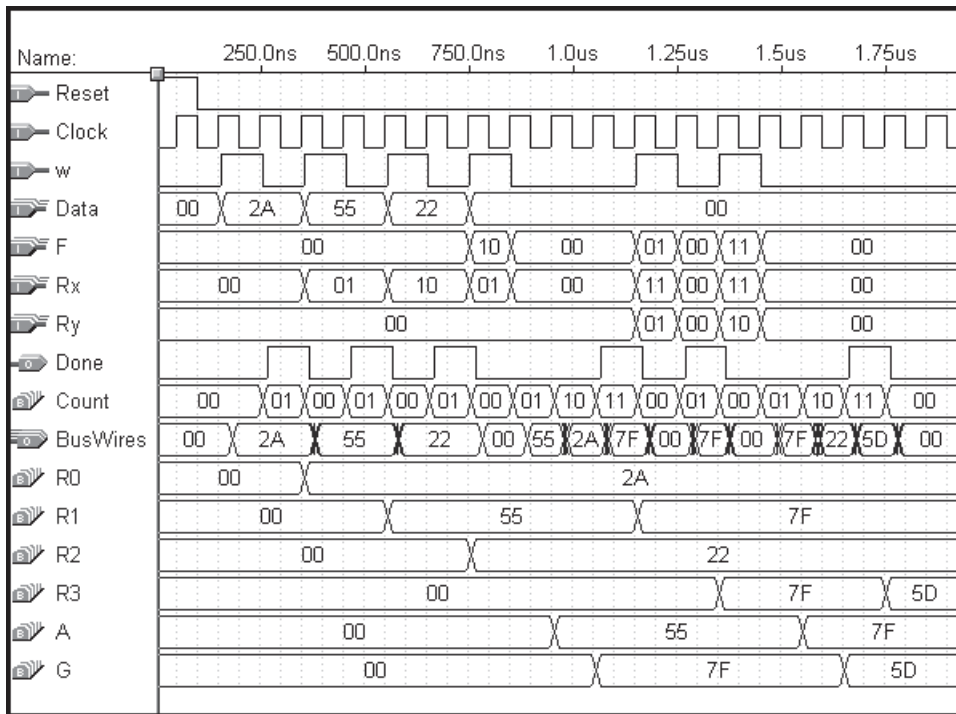 Name: 250.0ns 500.0ns 750.0ns 1.0us 1.25us 1.5us 1.75us
Reset
Clock
w
Data 00 2A 55 22 00
F 00 10 00 01 00 11 00
Rx 00 01 10 01 00 11 00 11 00
Ry 00 01 00 10 00
Done
Count 00 01 00 01 00 01 00 01 10 11 00 01 00 01 10 11 00
BusWires 00 2A 55 22 00 55 2A 7F 00 7F 00 7F 22 5D 00
R0 00 2A
R1 00 55 7F
R2 00 22
R3 00 7F 5D
A 00 55 7F
G 00 7F 5D